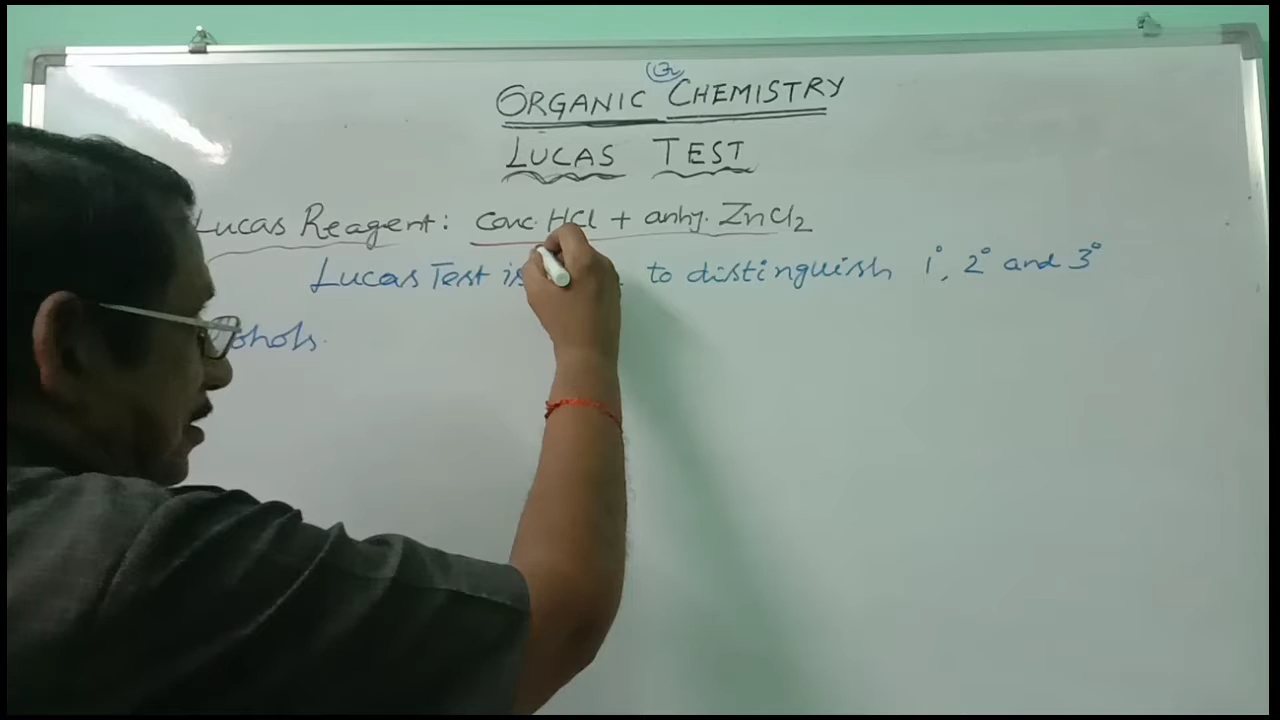 ORGANIC CHEMISTRY
LUCAS TEST
Lucas Reagent: Conc. HCl + anhy. ZnCl₂
Lucas Test is to distinguish 1°, 2° and 3°